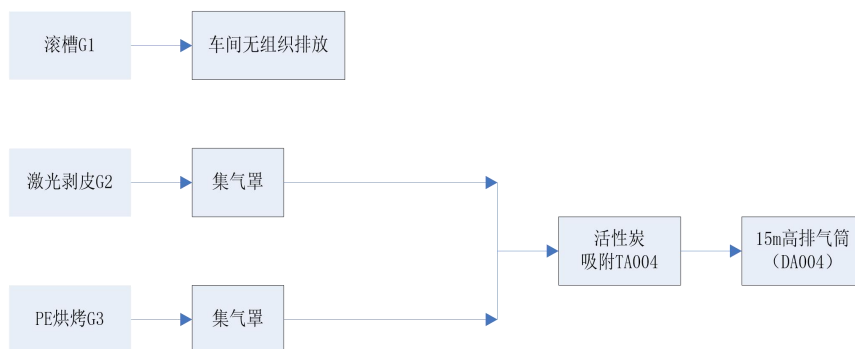 滚槽G1
车间无组织排放
激光剥皮G2
集气罩
活性炭
吸附TA004
15m高排气筒
（DA004）
PE烘烤G3
集气罩